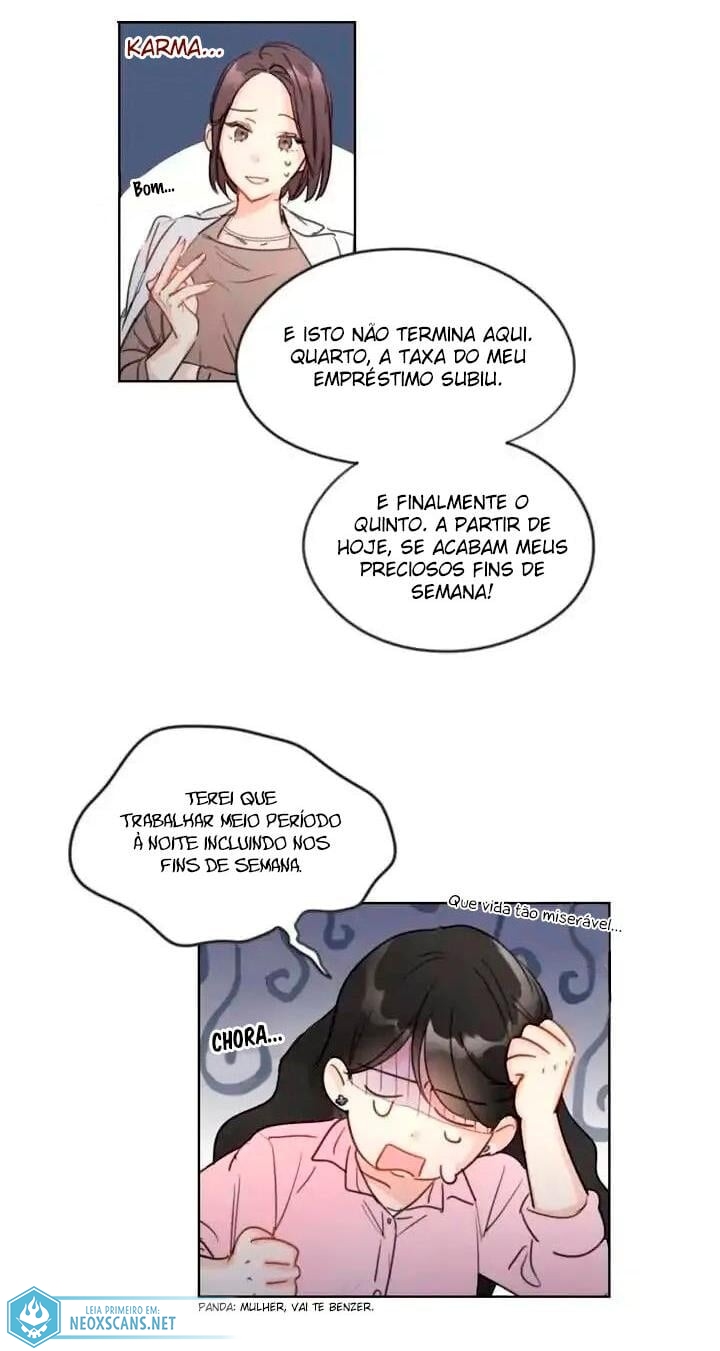 KARMA...
Bom...
E ISTO NÃO TERMINA AQUI.
QUARTO, A TAXA DO MEU
EMPRÉSTIMO SUBIU.
E FINALMENTE O
QUINTO. A PARTIR DE
HOJE, SE ACABAM MEUS
PRECIOSOS FINS DE
SEMANA!
TEREI QUE
TRABALHAR MEIO PERÍODO
À NOITE INCLUINDO NOS
FINS DE SEMANA.
Que vida tão miserável...
CHORA...
PANDA: MULHER, VAI TE BENZER.
LEIA PRIMEIRO EM:
NEOXSCANS.NET